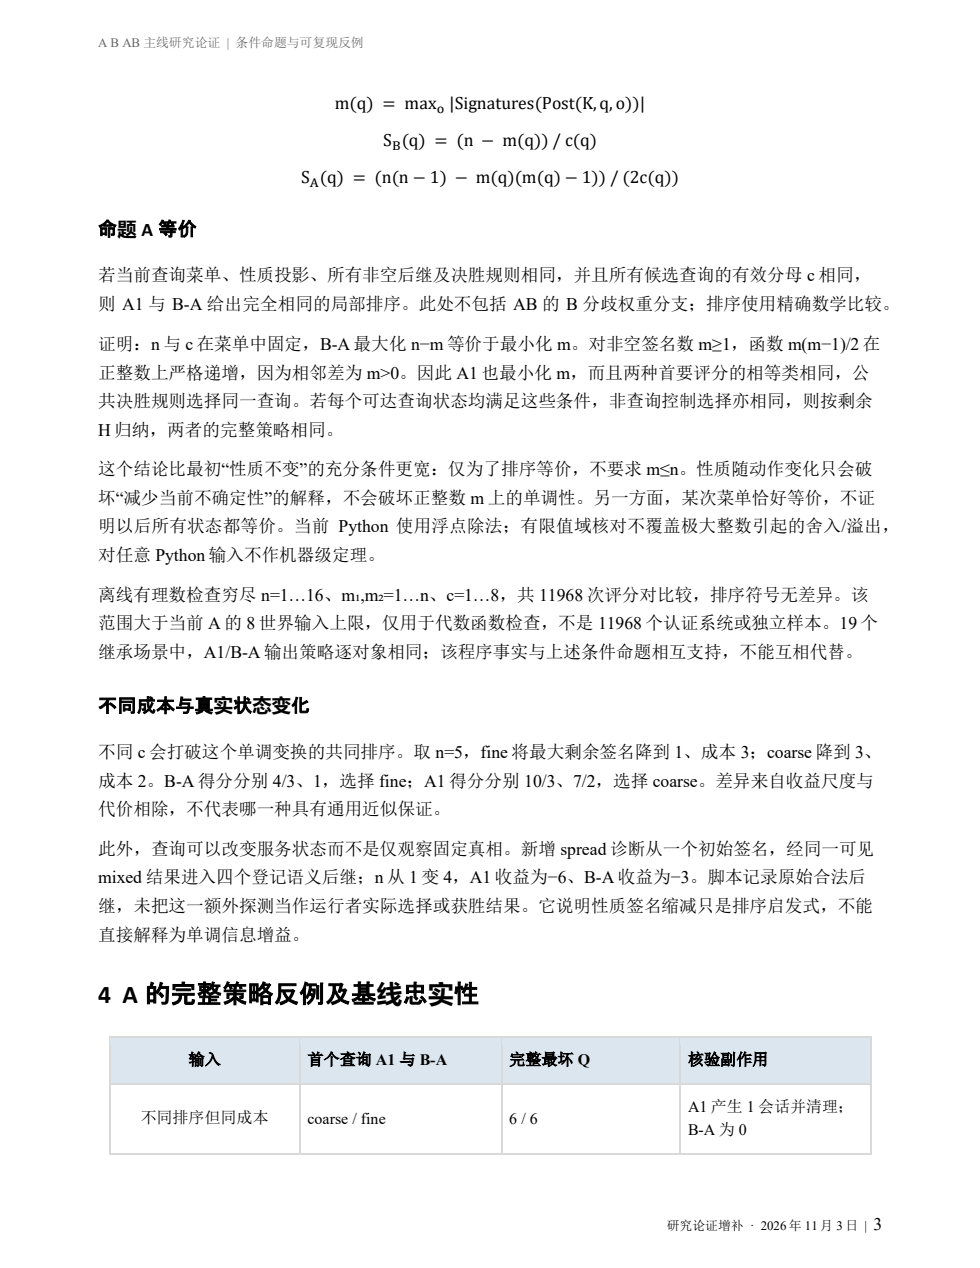 A B AB 主线研究论证 | 条件命题与可复现反例
m(q) = maxₒ |Signatures(Post(K, q, o))|
S_B(q) = (n − m(q)) / c(q)
S_A(q) = (n(n − 1) − m(q)(m(q) − 1)) / (2c(q))
命题 A 等价
若当前查询菜单、性质投影、所有非空后继及决胜规则相同，并且所有候选查询的有效分母 c 相同，
则 A1 与 B-A 给出完全相同的局部排序。此处不包括 AB 的 B 分歧权重分支；排序使用精确数学比较。
证明：n 与 c 在菜单中固定，B-A 最大化 n−m 等价于最小化 m。对非空签名数 m≥1，函数 m(m−1)/2 在
正整数上严格递增，因为相邻差为 m>0。因此 A1 也最小化 m，而且两种首要评分的相等类相同，公
共决胜规则选择同一查询。若每个可达查询状态均满足这些条件，非查询控制选择亦相同，则按剩余
H 归纳，两者的完整策略相同。
这个结论比最初“性质不变”的充分条件更宽：仅为了排序等价，不要求 m≤n。性质随动作变化只会破
坏“减少当前不确定性”的解释，不会破坏正整数 m 上的单调性。另一方面，某次菜单恰好等价，不证
明以后所有状态都等价。当前 Python 使用浮点除法；有限值域核对不覆盖极大整数引起的舍入/溢出，
对任意 Python 输入不作机器级定理。
离线有理数检查穷尽 n=1…16、m₁,m₂=1…n、c=1…8，共 11968 次评分对比较，排序符号无差异。该
范围大于当前 A 的 8 世界输入上限，仅用于代数函数检查，不是 11968 个认证系统或独立样本。19 个
继承场景中，A1/B-A 输出策略逐对象相同；该程序事实与上述条件命题相互支持，不能互相代替。
不同成本与真实状态变化
不同 c 会打破这个单调变换的共同排序。取 n=5，fine 将最大剩余签名降到 1、成本 3；coarse 降到 3、
成本 2。B-A 得分分别 4/3、1，选择 fine；A1 得分分别 10/3、7/2，选择 coarse。差异来自收益尺度与
代价相除，不代表哪一种具有通用近似保证。
此外，查询可以改变服务状态而不是仅观察固定真相。新增 spread 诊断从一个初始签名，经同一可见
mixed 结果进入四个登记语义后继；n 从 1 变 4，A1 收益为−6、B-A 收益为−3。脚本记录原始合法后
继，未把这一额外探测当作运行者实际选择或获胜结果。它说明性质签名缩减只是排序启发式，不能
直接解释为单调信息增益。
4 A 的完整策略反例及基线忠实性
输入 首个查询 A1 与 B-A 完整最坏 Q 核验副作用
不同排序但同成本 coarse / fine 6 / 6 A1 产生 1 会话并清理；
B-A 为 0
研究论证增补 · 2026 年 11 月 3 日 | 3